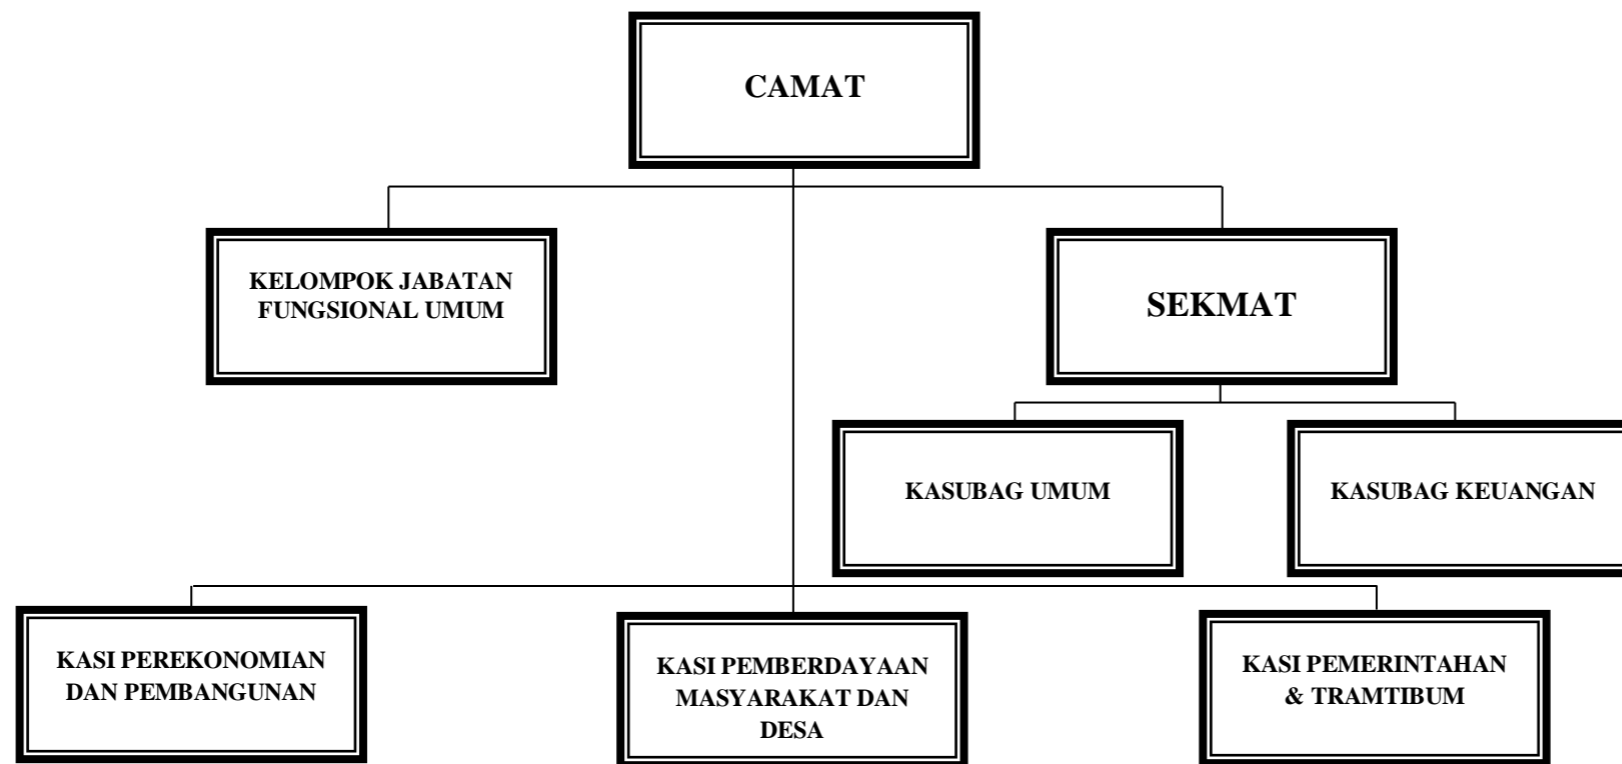 CAMAT
KELOMPOK JABATAN
FUNGSIONAL UMUM
SEKMAT
KASUBAG UMUM
KASUBAG KEUANGAN
KASI PEREKONOMIAN
DAN PEMBANGUNAN
KASI PEMBERDAYAAN
MASYARAKAT DAN
DESA
KASI PEMERINTAHAN
& TRAMTIBUM